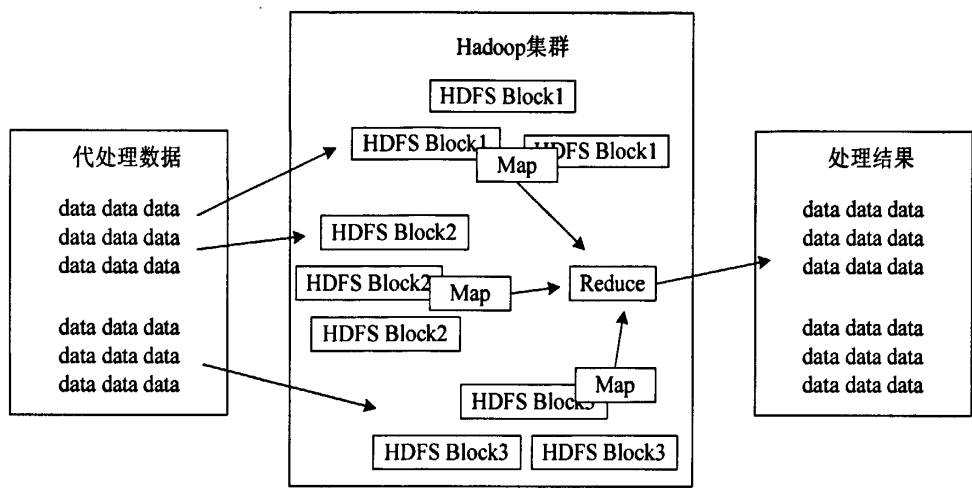 Hadoop集群
HDFS Block1
HDFS Block1
HDFS Block1
Map
HDFS Block2
HDFS Block2
Map
HDFS Block2
Reduce
Map
HDFS Block3
HDFS Block3
HDFS Block3
代处理数据
data data data
data data data
data data data
data data data
data data data
data data data
处理结果
data data data
data data data
data data data
data data data
data data data
data data data